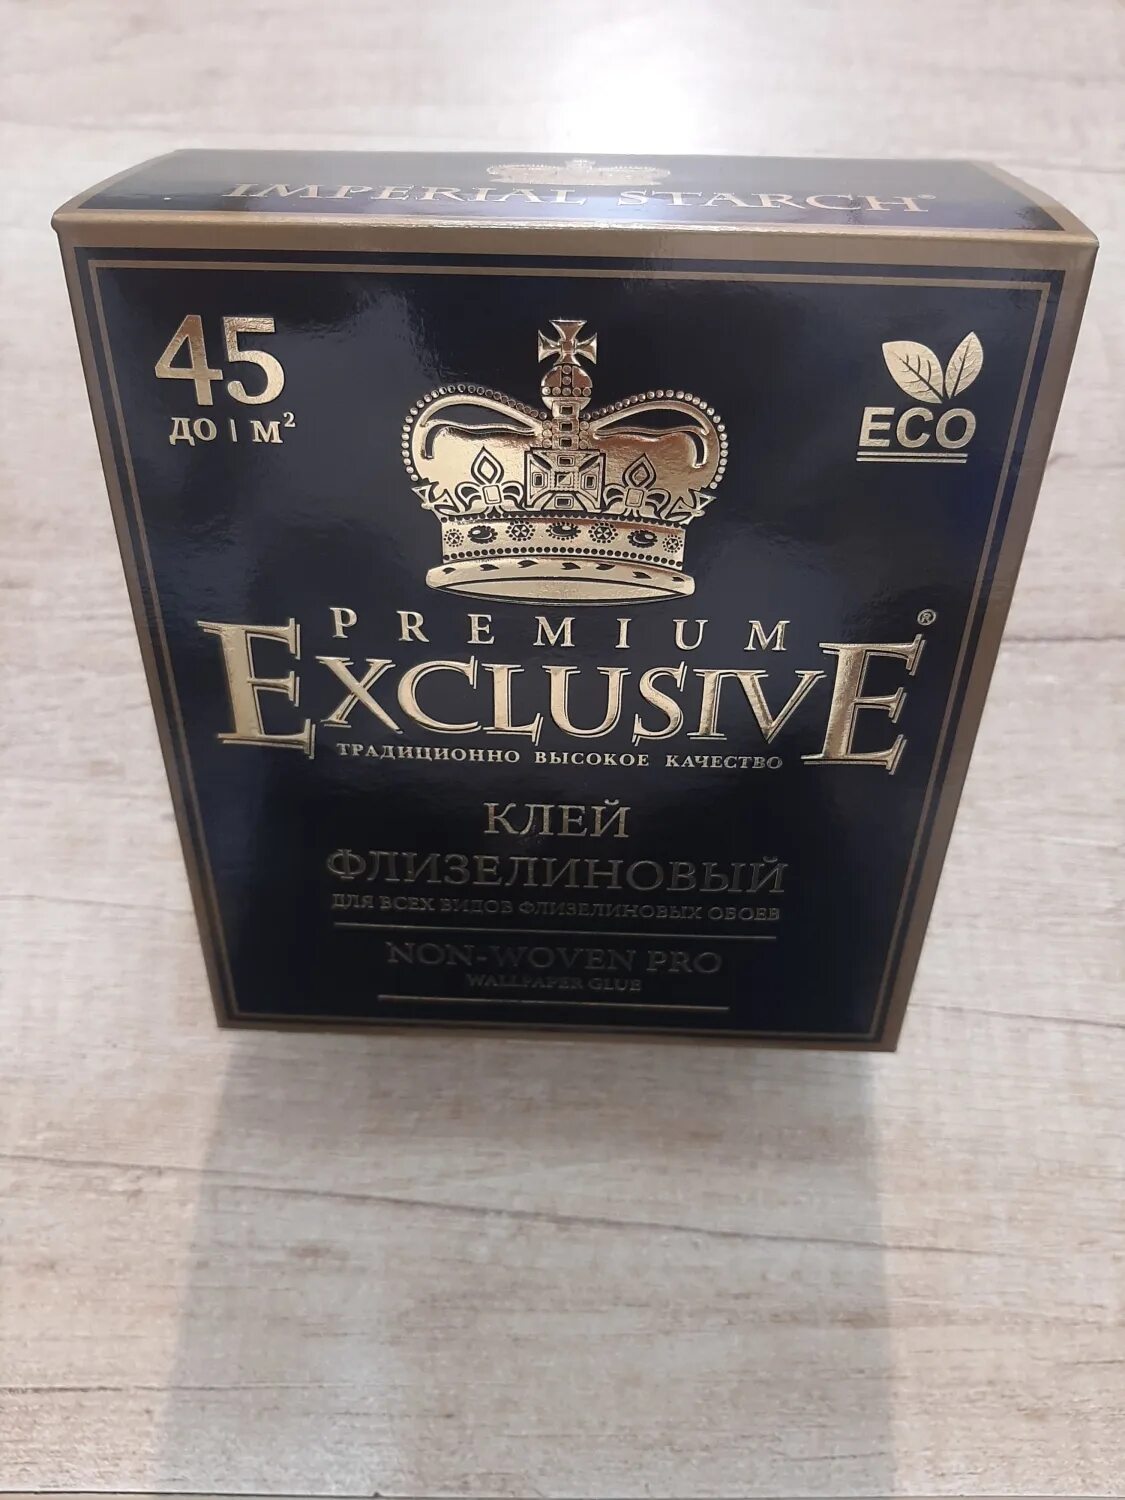 IMPERIAL STARCH®
45
ДО М²
ECO
PREMIUM
EXCLUSIVE®
ТРАДИЦИОННО ВЫСОКОЕ КАЧЕСТВО
КЛЕЙ
ФЛИЗЕЛИНОВЫЙ
ДЛЯ ВСЕХ ВИДОВ ФЛИЗЕЛИНОВЫХ ОБОЕВ
NON-WOVEN PRO
WALLPAPER GLUE